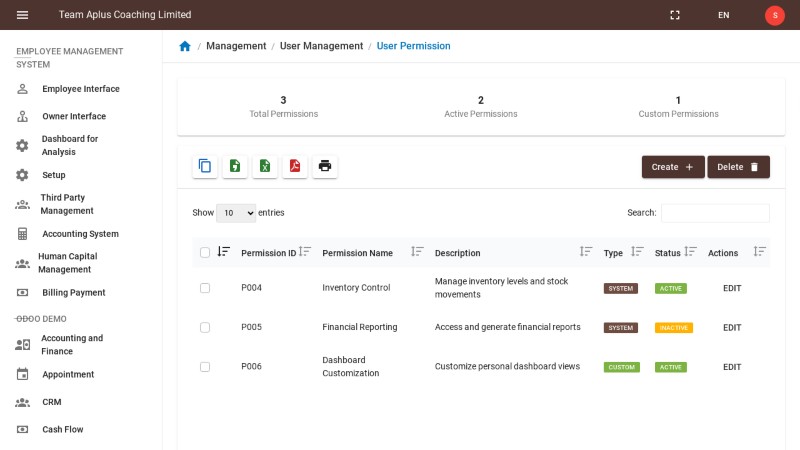 Team Aplus Coaching Limited
EN
S
EMPLOYEE MANAGEMENT
SYSTEM
Employee Interface
Owner Interface
Dashboard for
Analysis
Setup
Third Party
Management
Accounting System
Human Capital
Management
Billing Payment
ODOO DEMO
Accounting and
Finance
Appointment
CRM
Cash Flow
/ Management / User Management / User Permission
3
Total Permissions
2
Active Permissions
1
Custom Permissions
Create +
Delete
Show 10 entries
Search:
Permission ID Permission Name Description Type Status Actions
P004 Inventory Control Manage inventory levels and stock
movements SYSTEM ACTIVE EDIT
P005 Financial Reporting Access and generate financial reports SYSTEM INACTIVE EDIT
P006 Dashboard
Customization Customize personal dashboard views CUSTOM ACTIVE EDIT